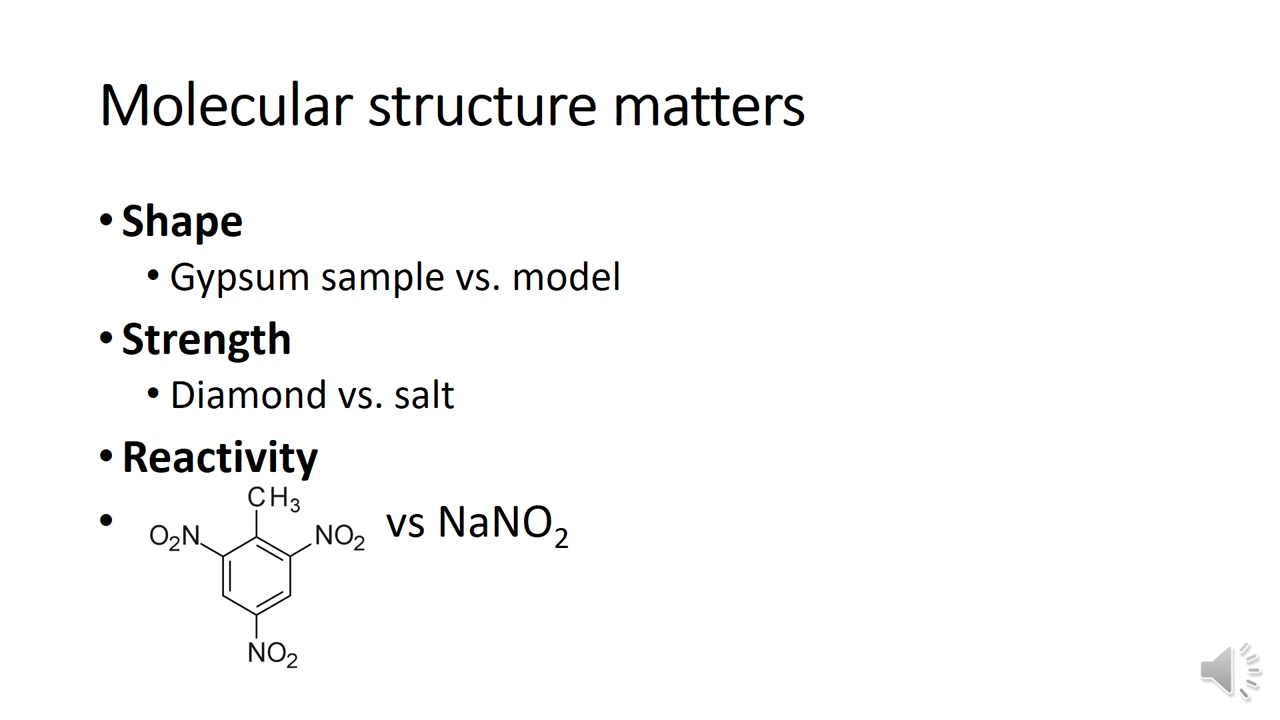 Molecular structure matters
• Shape
• Gypsum sample vs. model
• Strength
• Diamond vs. salt
• Reactivity
CH₃
• O₂N NO₂ vs NaNO₂
NO₂